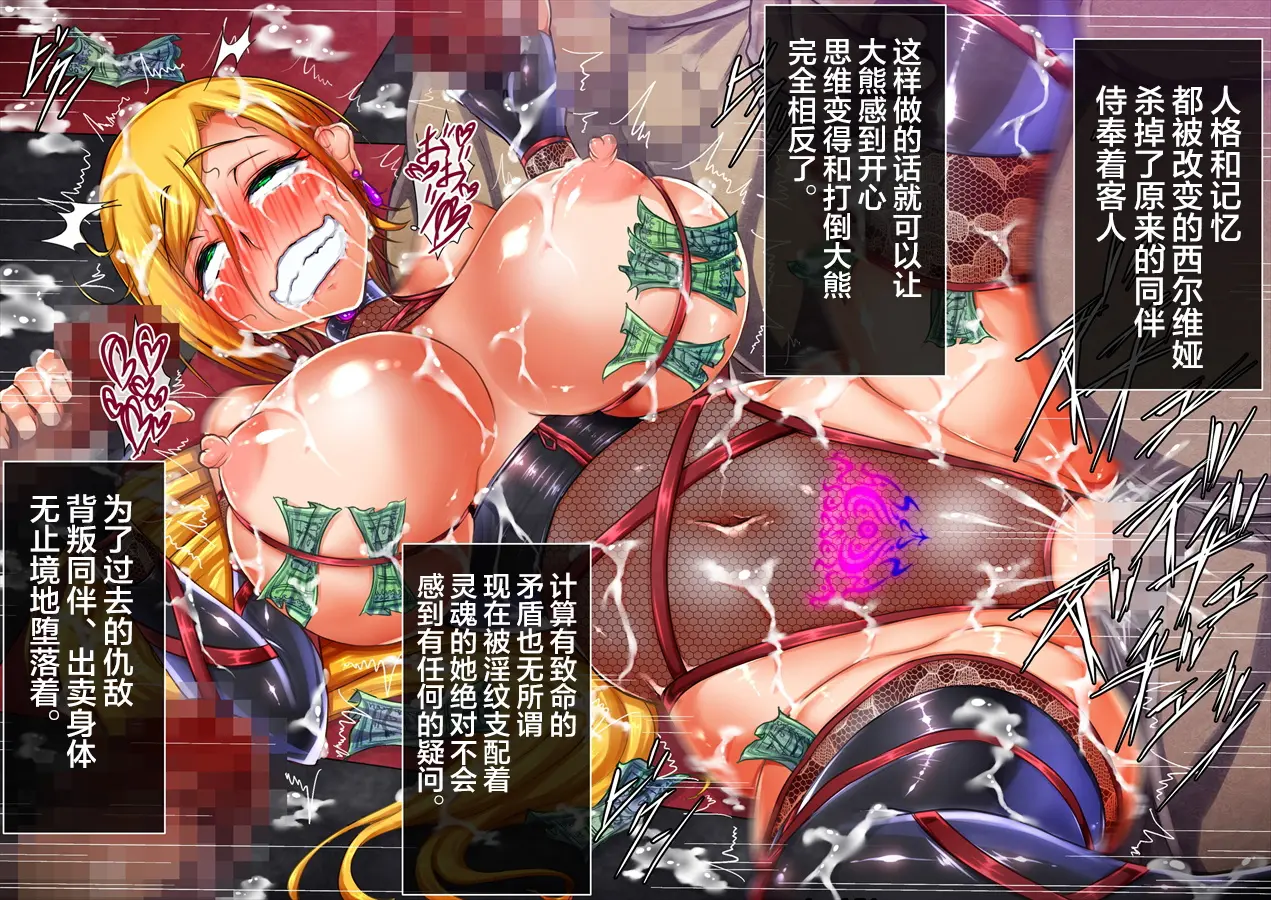 人格和记忆
都被改变的西尔维娅
杀掉了原来的同伴
侍奉着客人
这样做的话就可以让
大熊感到开心
思维变得和打倒大熊
完全相反了。
计算有致命的
矛盾也无所谓
现在被淫纹支配着
灵魂的她绝对不会
感到有任何的疑问。
为了过去的仇敌
背叛同伴、出卖身体
无止境地堕落着。